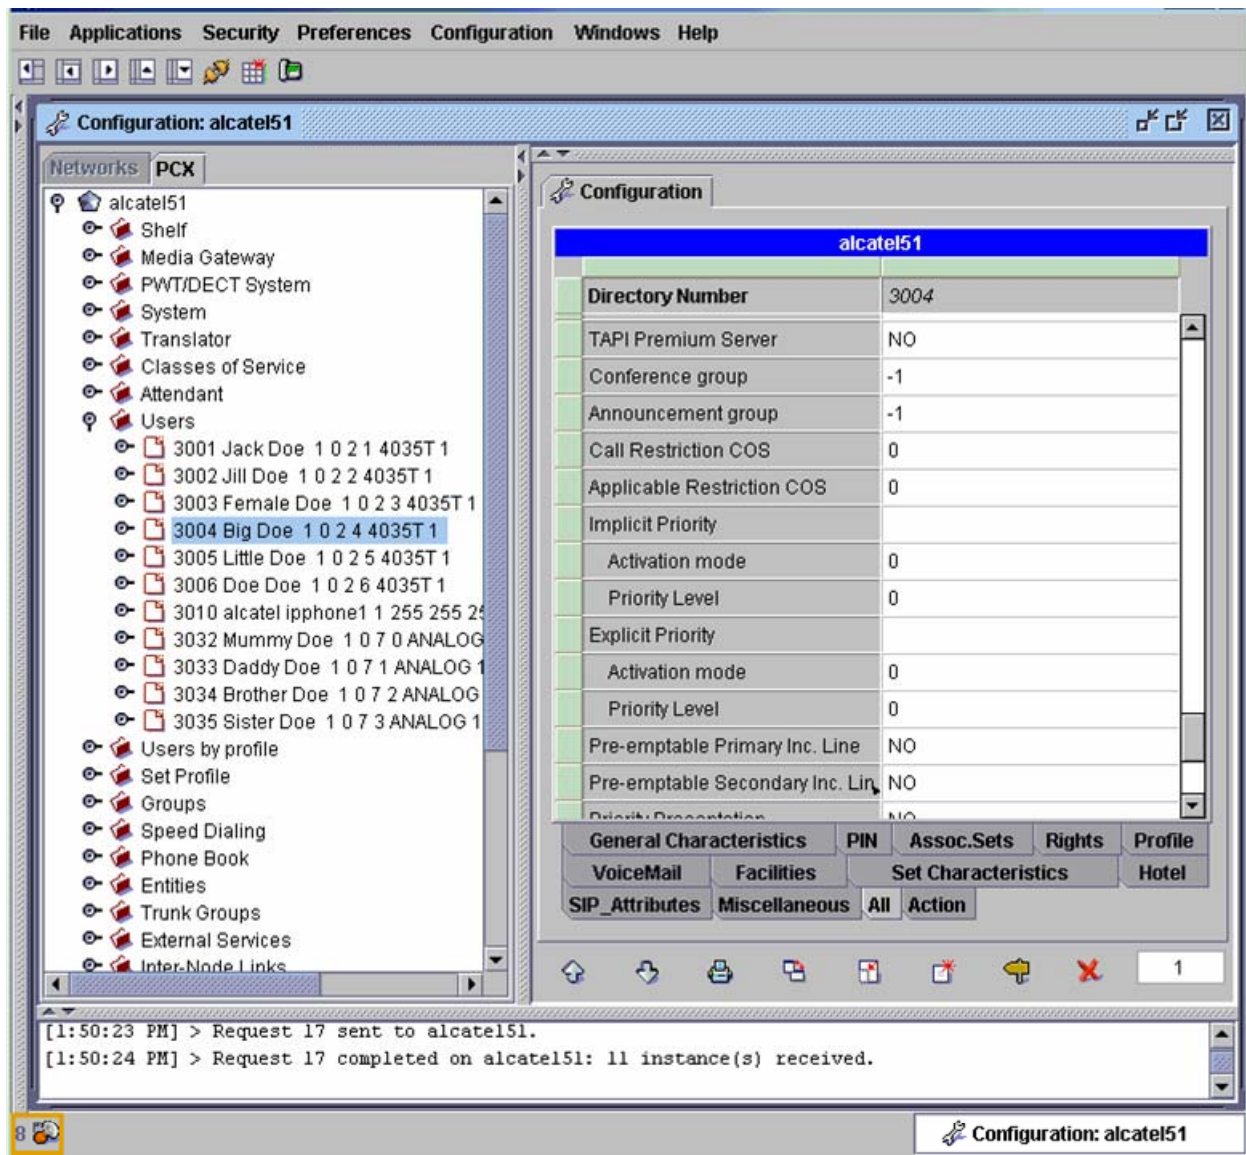 File Applications Security Preferences Configuration Windows Help
Configuration: alcatel51
Networks PCX
alcatel51
Shelf
Media Gateway
PWT/DECT System
System
Translator
Classes of Service
Attendant
Users
3001 Jack Doe 1 0 2 1 4035T 1
3002 Jill Doe 1 0 2 2 4035T 1
3003 Female Doe 1 0 2 3 4035T 1
3004 Big Doe 1 0 2 4 4035T 1
3005 Little Doe 1 0 2 5 4035T 1
3006 Doe Doe 1 0 2 6 4035T 1
3010 alcatel ipphone1 1 255 255 25
3032 Mummy Doe 1 0 7 0 ANALOG
3033 Daddy Doe 1 0 7 1 ANALOG 1
3034 Brother Doe 1 0 7 2 ANALOG
3035 Sister Doe 1 0 7 3 ANALOG 1
Users by profile
Set Profile
Groups
Speed Dialing
Phone Book
Entities
Trunk Groups
External Services
Inter-Node Links
Configuration
alcatel51
Directory Number 3004
TAPI Premium Server NO
Conference group -1
Announcement group -1
Call Restriction COS 0
Applicable Restriction COS 0
Implicit Priority
Activation mode 0
Priority Level 0
Explicit Priority
Activation mode 0
Priority Level 0
Pre-emptable Primary Inc. Line NO
Pre-emptable Secondary Inc. Lin NO
Priority Presentation NO
General Characteristics PIN Assoc.Sets Rights Profile
VoiceMail Facilities Set Characteristics Hotel
SIP_Attributes Miscellaneous All Action
1
[1:50:23 PM] > Request 17 sent to alcatel51.
[1:50:24 PM] > Request 17 completed on alcatel51: 11 instance(s) received.
8
Configuration: alcatel51